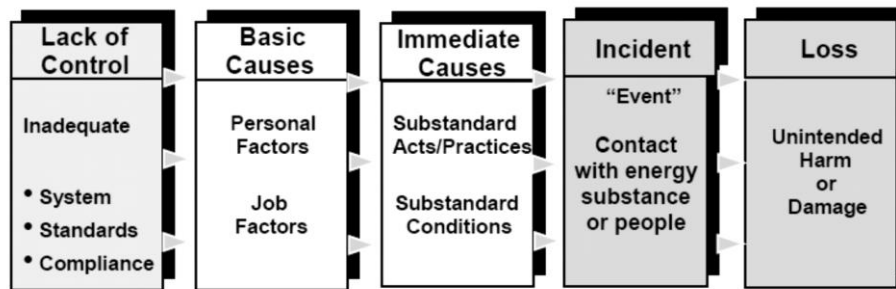 Lack of
Control
Inadequate
• System
• Standards
• Compliance
Basic
Causes
Personal
Factors
Job
Factors
Immediate
Causes
Substandard
Acts/Practices
Substandard
Conditions
Incident
“Event”
Contact
with energy
substance
or people
Loss
Unintended
Harm
or
Damage